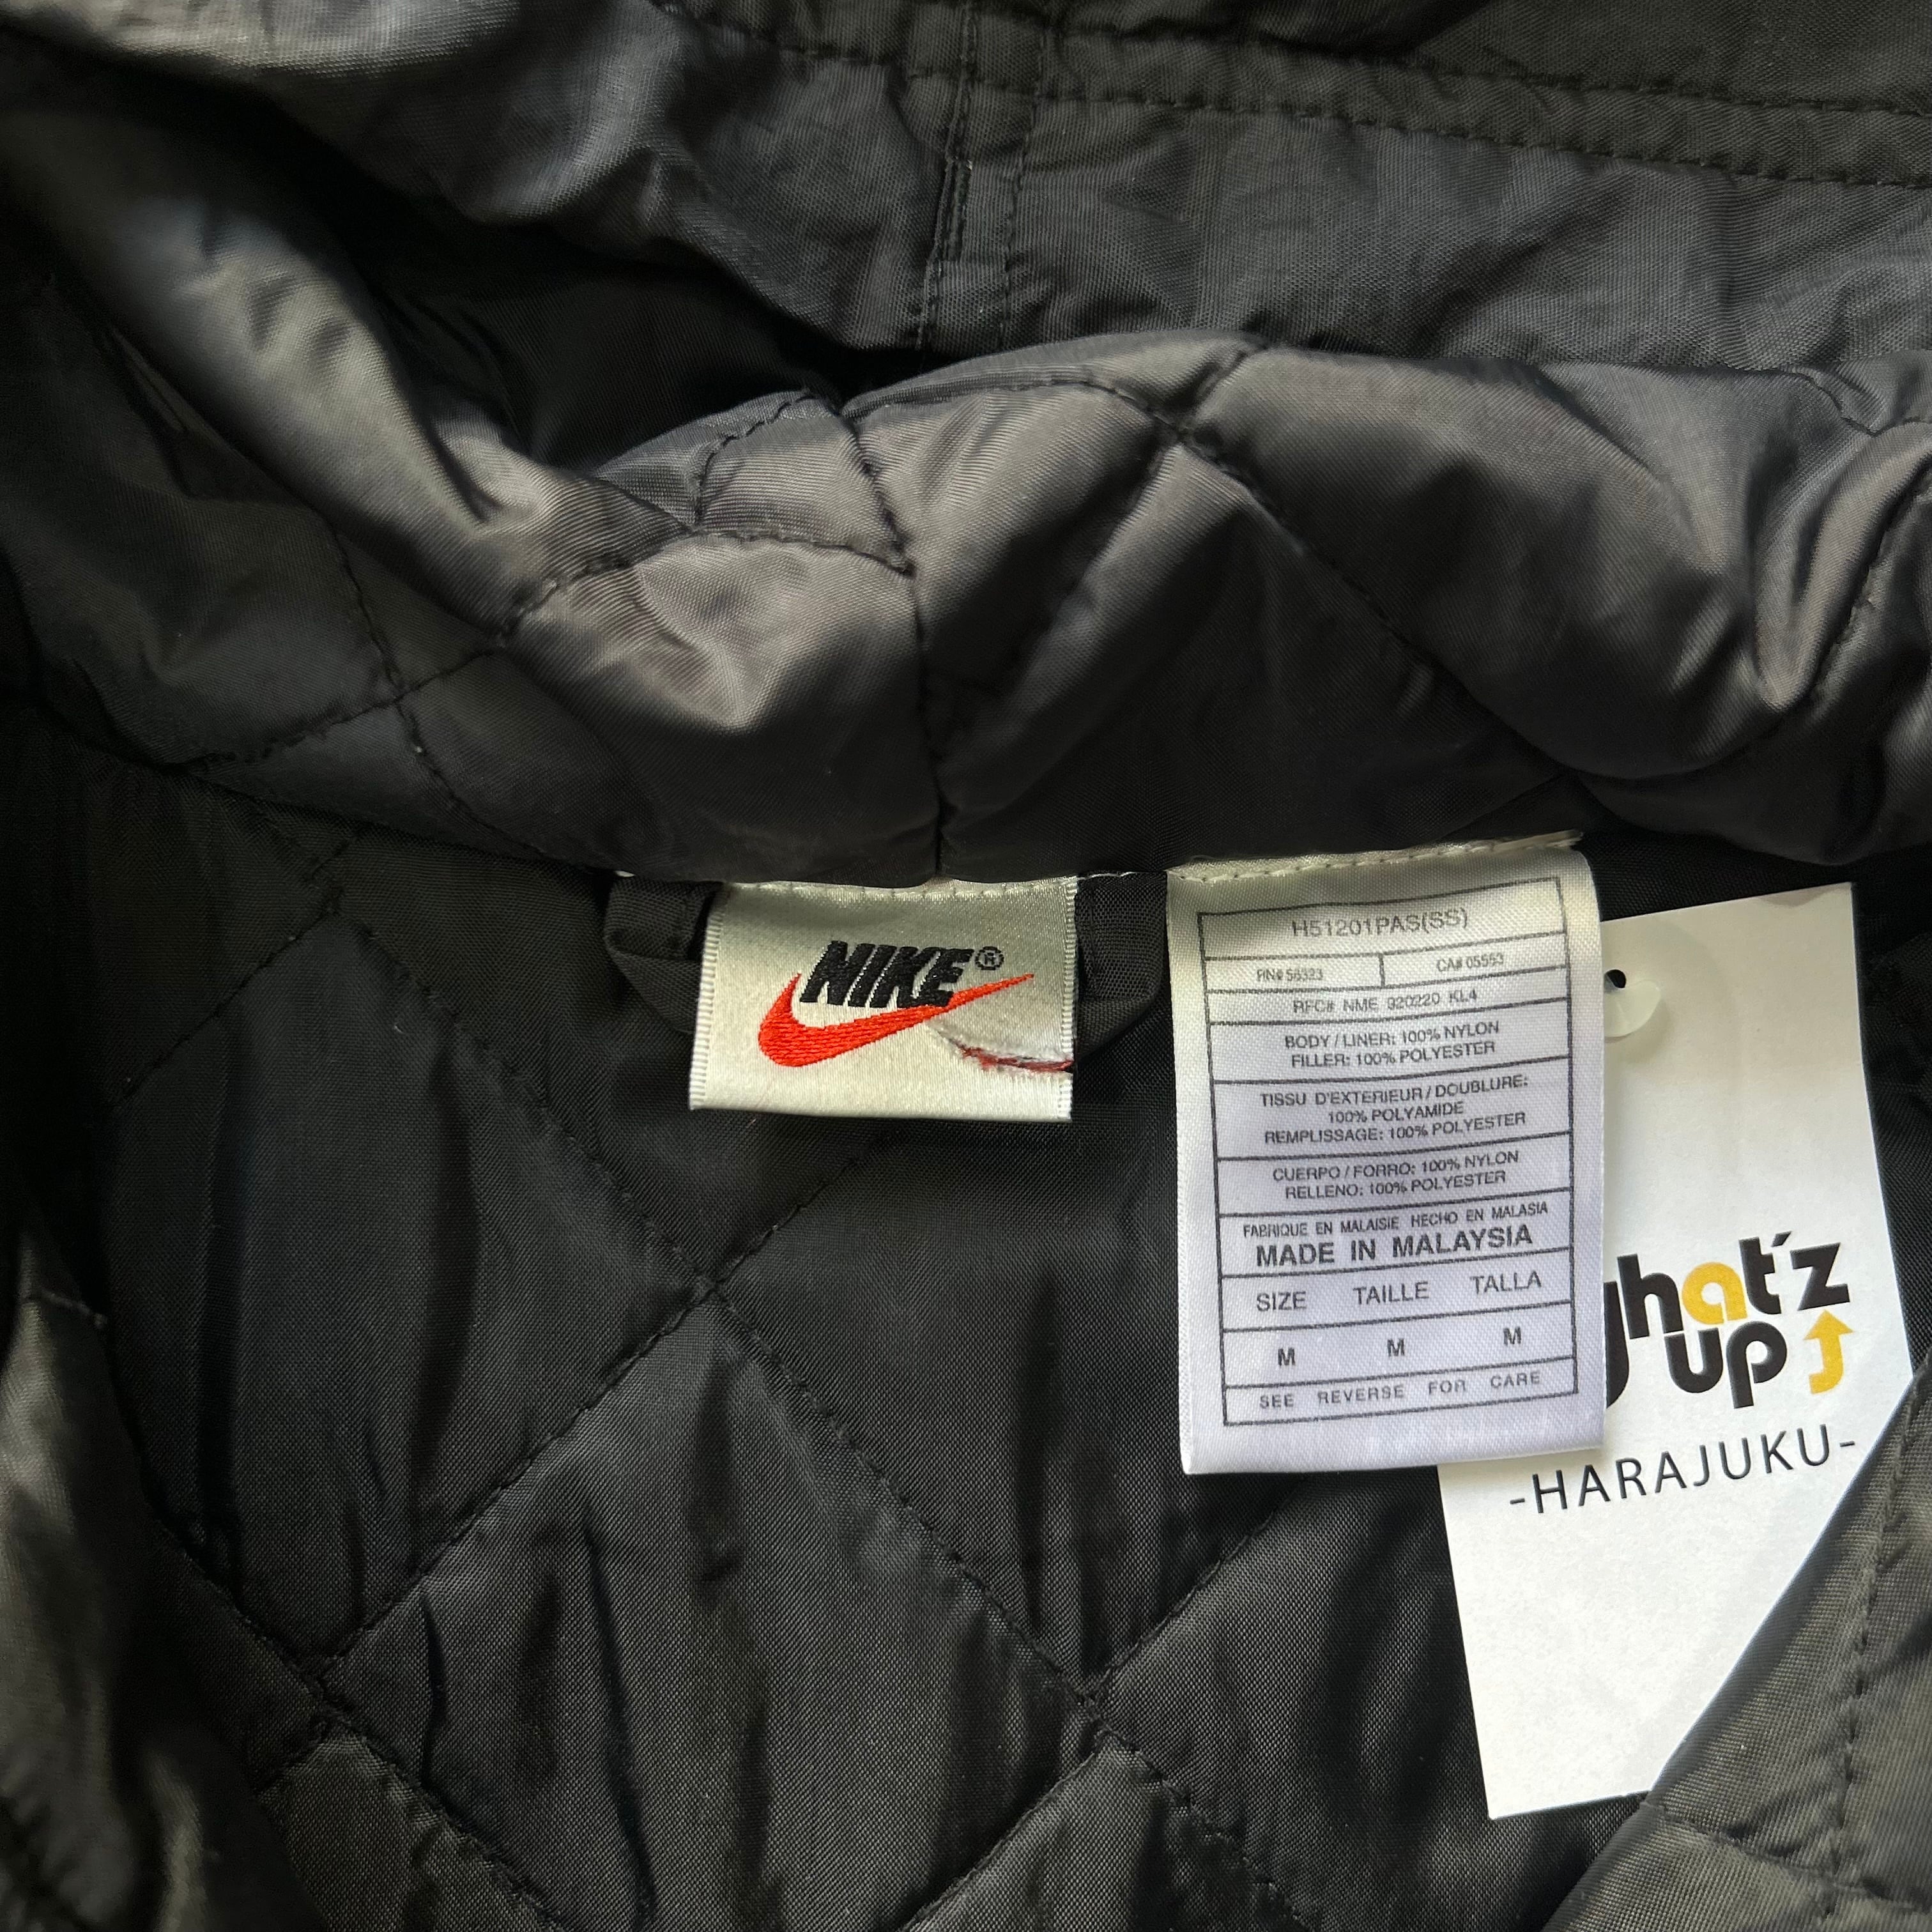 NIKE®
H51201PAS(SS)
RN# 56323 CA# 05553
RFC# NME 920220 KL4
BODY / LINER: 100% NYLON
FILLER: 100% POLYESTER
TISSU D'EXTERIEUR / DOUBLURE:
100% POLYAMIDE
REMPLISSAGE: 100% POLYESTER
CUERPO / FORRO: 100% NYLON
RELLENO: 100% POLYESTER
FABRIQUE EN MALAISIE HECHO EN MALASIA
MADE IN MALAYSIA
SIZE TAILLE TALLA
M M M
SEE REVERSE FOR CARE
hat'z
up
-HARAJUKU-